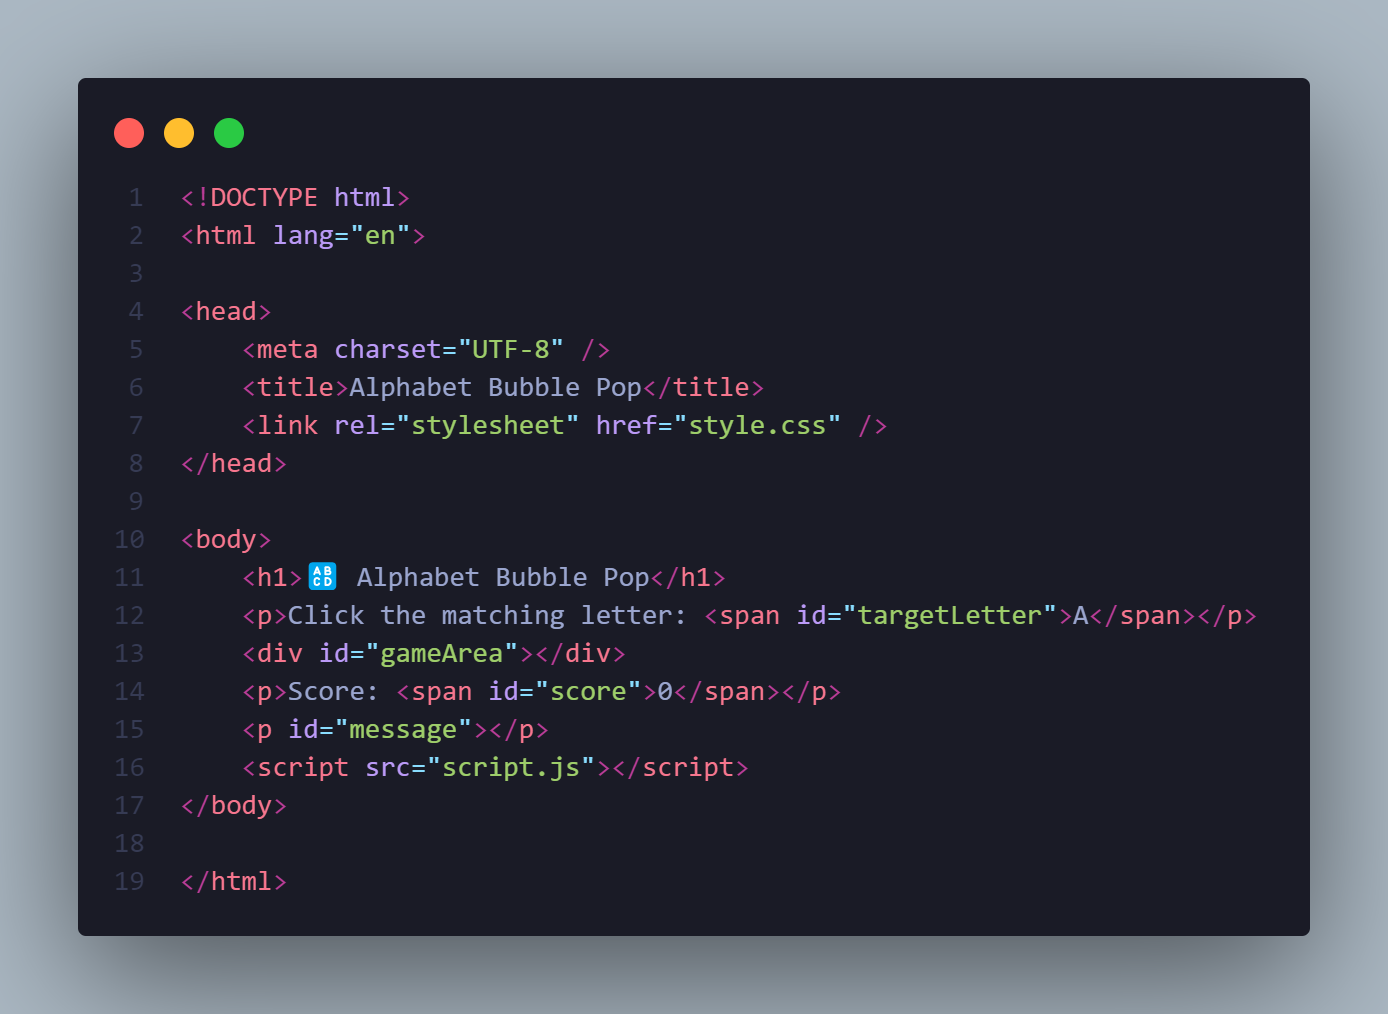 1 <!DOCTYPE html>
2 <html lang="en">
3
4 <head>
5     <meta charset="UTF-8" />
6     <title>Alphabet Bubble Pop</title>
7     <link rel="stylesheet" href="style.css" />
8 </head>
9
10 <body>
11     <h1>🔠 Alphabet Bubble Pop</h1>
12     <p>Click the matching letter: <span id="targetLetter">A</span></p>
13     <div id="gameArea"></div>
14     <p>Score: <span id="score">0</span></p>
15     <p id="message"></p>
16     <script src="script.js"></script>
17 </body>
18
19 </html>